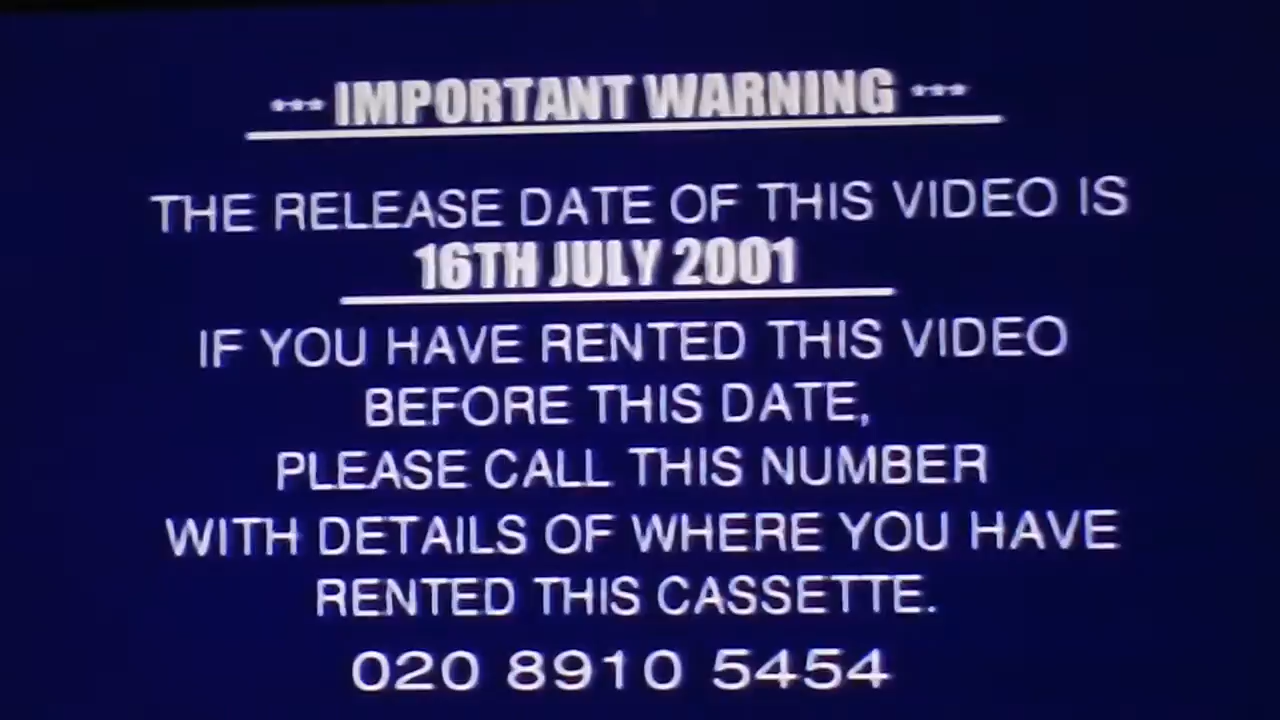 *** IMPORTANT WARNING ***
THE RELEASE DATE OF THIS VIDEO IS
16TH JULY 2001
IF YOU HAVE RENTED THIS VIDEO
BEFORE THIS DATE,
PLEASE CALL THIS NUMBER
WITH DETAILS OF WHERE YOU HAVE
RENTED THIS CASSETTE.
020 8910 5454